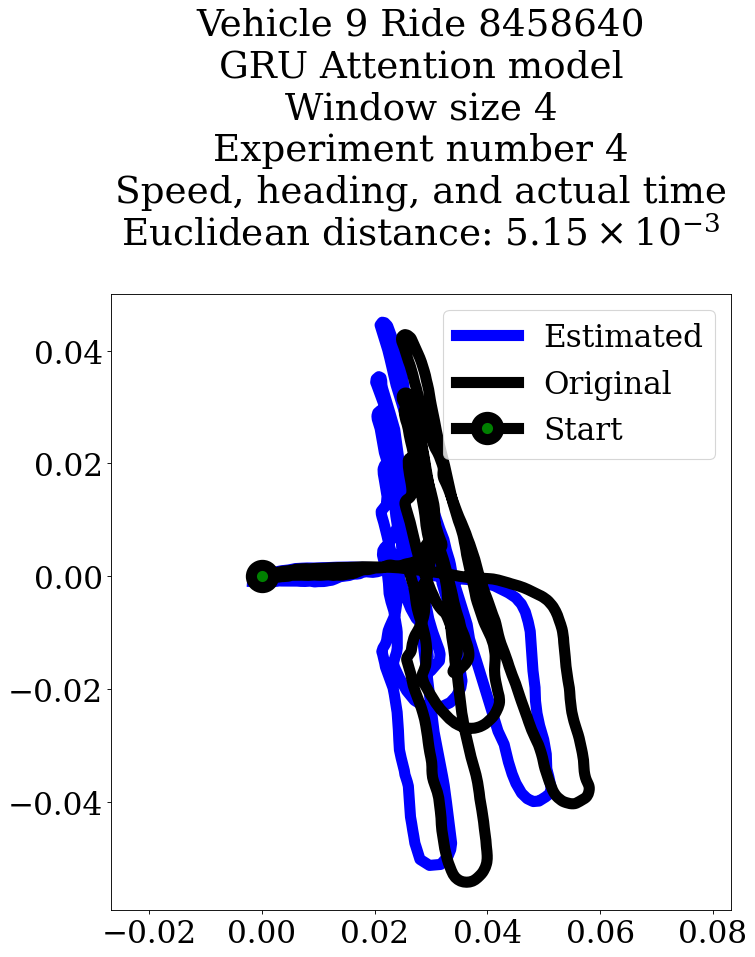 Vehicle 9 Ride 8458640
GRU Attention model
Window size 4
Experiment number 4
Speed, heading, and actual time
Euclidean distance: 5.15 × 10⁻³
Estimated
Original
Start
0.04
0.02
0.00
−0.02
−0.04
−0.02 0.00 0.02 0.04 0.06 0.08